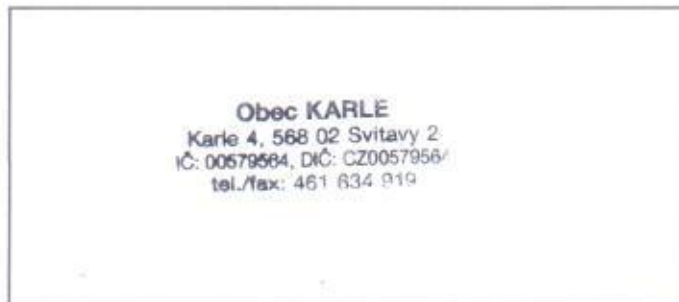 Obec KARLE
Karle 4, 568 02 Svitavy 2
IČ: 00579564, DIČ:
tel./fax: 461 634 919